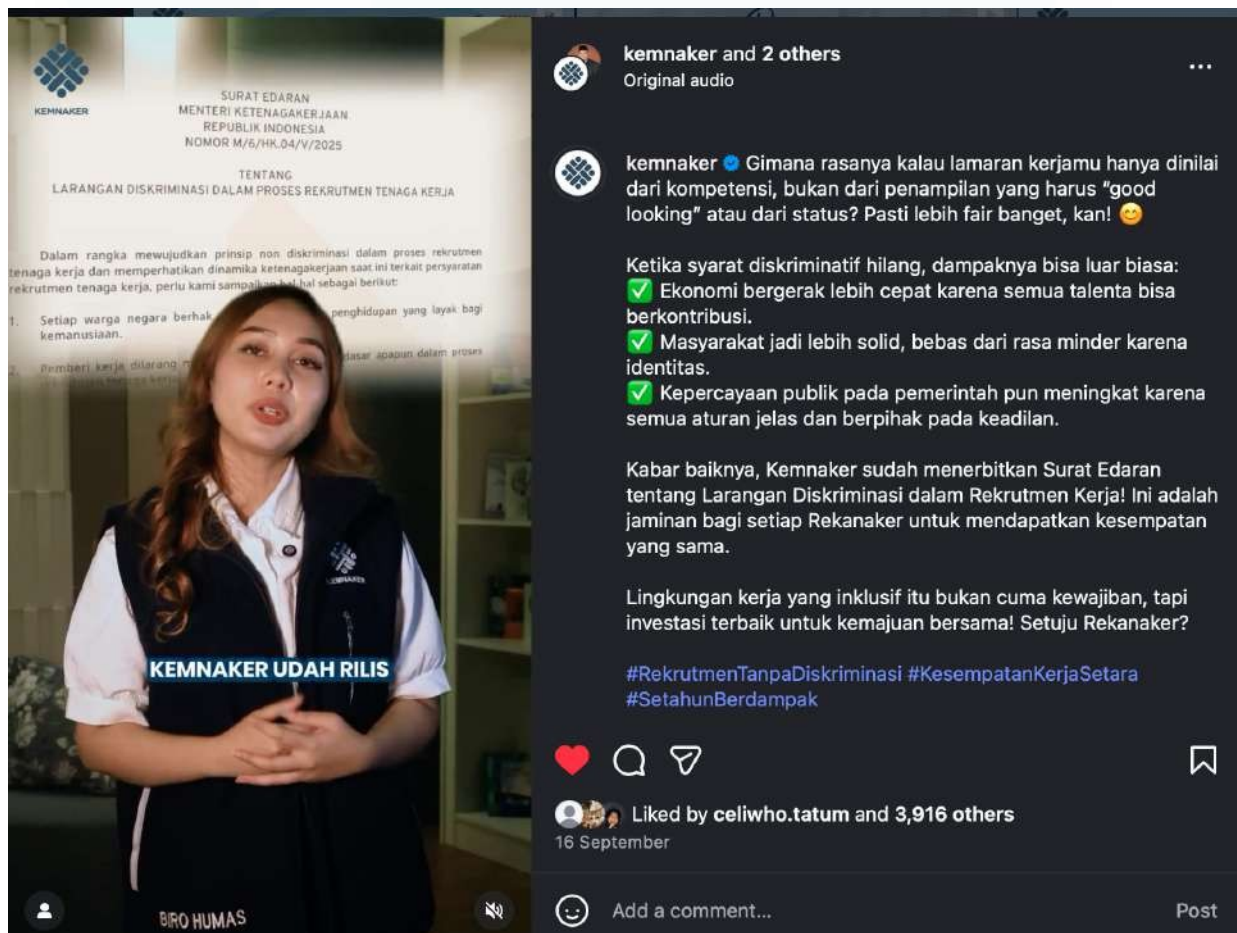 KEMNAKER
SURAT EDARAN
MENTERI KETENAGAKERJAAN
REPUBLIK INDONESIA
NOMOR M/6/HK.04/V/2025
TENTANG
LARANGAN DISKRIMINASI DALAM PROSES REKRUTMEN TENAGA KERJA
Dalam rangka mewujudkan prinsip non diskriminasi dalam proses rekrutmen
tenaga kerja dan memperhatikan dinamika ketenagakerjaan saat ini terkait persyaratan
rekrutmen tenaga kerja, perlu kami hal sebagai berikut:
1. Setiap warga negara berhak penghidupan yang layak bagi
kemanusiaan.
2. Pemberi kerja dilarang dasar apapun dalam proses
KEMNAKER
KEMNAKER UDAH RILIS
BIRO HUMAS
kemnaker and 2 others
Original audio
kemnaker Gimana rasanya kalau lamaran kerjamu hanya dinilai
dari kompetensi, bukan dari penampilan yang harus "good
looking" atau dari status? Pasti lebih fair banget, kan! 😊
Ketika syarat diskriminatif hilang, dampaknya bisa luar biasa:
✅ Ekonomi bergerak lebih cepat karena semua talenta bisa
berkontribusi.
✅ Masyarakat jadi lebih solid, bebas dari rasa minder karena
identitas.
✅ Kepercayaan publik pada pemerintah pun meningkat karena
semua aturan jelas dan berpihak pada keadilan.
Kabar baiknya, Kemnaker sudah menerbitkan Surat Edaran
tentang Larangan Diskriminasi dalam Rekrutmen Kerja! Ini adalah
jaminan bagi setiap Rekanaker untuk mendapatkan kesempatan
yang sama.
Lingkungan kerja yang inklusif itu bukan cuma kewajiban, tapi
investasi terbaik untuk kemajuan bersama! Setuju Rekanaker?
#RekrutmenTanpaDiskriminasi #KesempatanKerjaSetara
#SetahunBerdampak
Liked by celiwho.tatum and 3,916 others
16 September
Add a comment...
Post